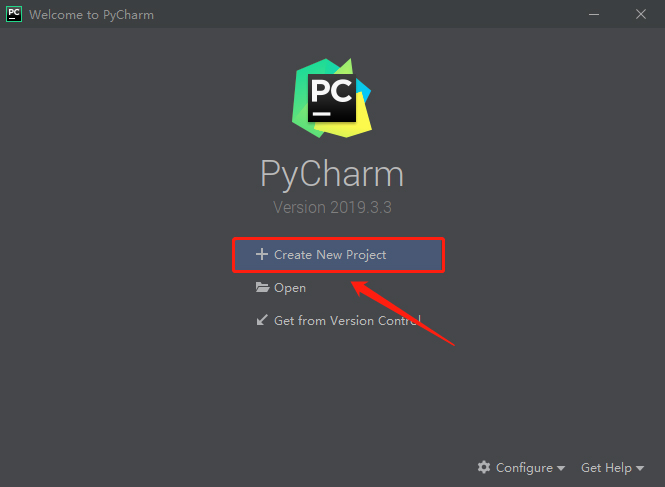 PC Welcome to PyCharm
PC
PyCharm
Version 2019.3.3
Create New Project
Open
Get from Version Control
Configure Get Help